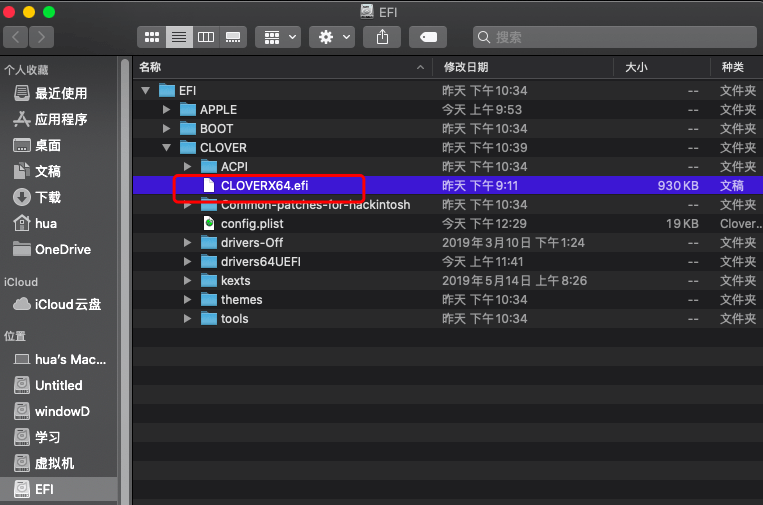 EFI
搜索
名称 修改日期 大小 种类
EFI 昨天 下午10:34 -- 文件夹
APPLE 今天 上午9:53 -- 文件夹
BOOT 昨天 下午10:34 -- 文件夹
CLOVER 昨天 下午10:39 -- 文件夹
ACPI 昨天 下午10:34 -- 文件夹
CLOVERX64.efi 昨天 下午9:11 930 KB 文稿
Common-patches-for-hackintosh 昨天 下午10:34 -- 文件夹
config.plist 今天 下午12:29 19 KB Clover...
drivers-Off 2019年3月10日 下午1:24 -- 文件夹
drivers64UEFI 今天 上午11:41 -- 文件夹
kexts 2019年5月14日 上午8:26 -- 文件夹
themes 昨天 下午10:34 -- 文件夹
tools 昨天 下午10:34 -- 文件夹
个人收藏
最近使用
应用程序
桌面
文稿
下载
hua
OneDrive
iCloud
iCloud云盘
位置
hua's Mac...
Untitled
windowD
学习
虚拟机
EFI